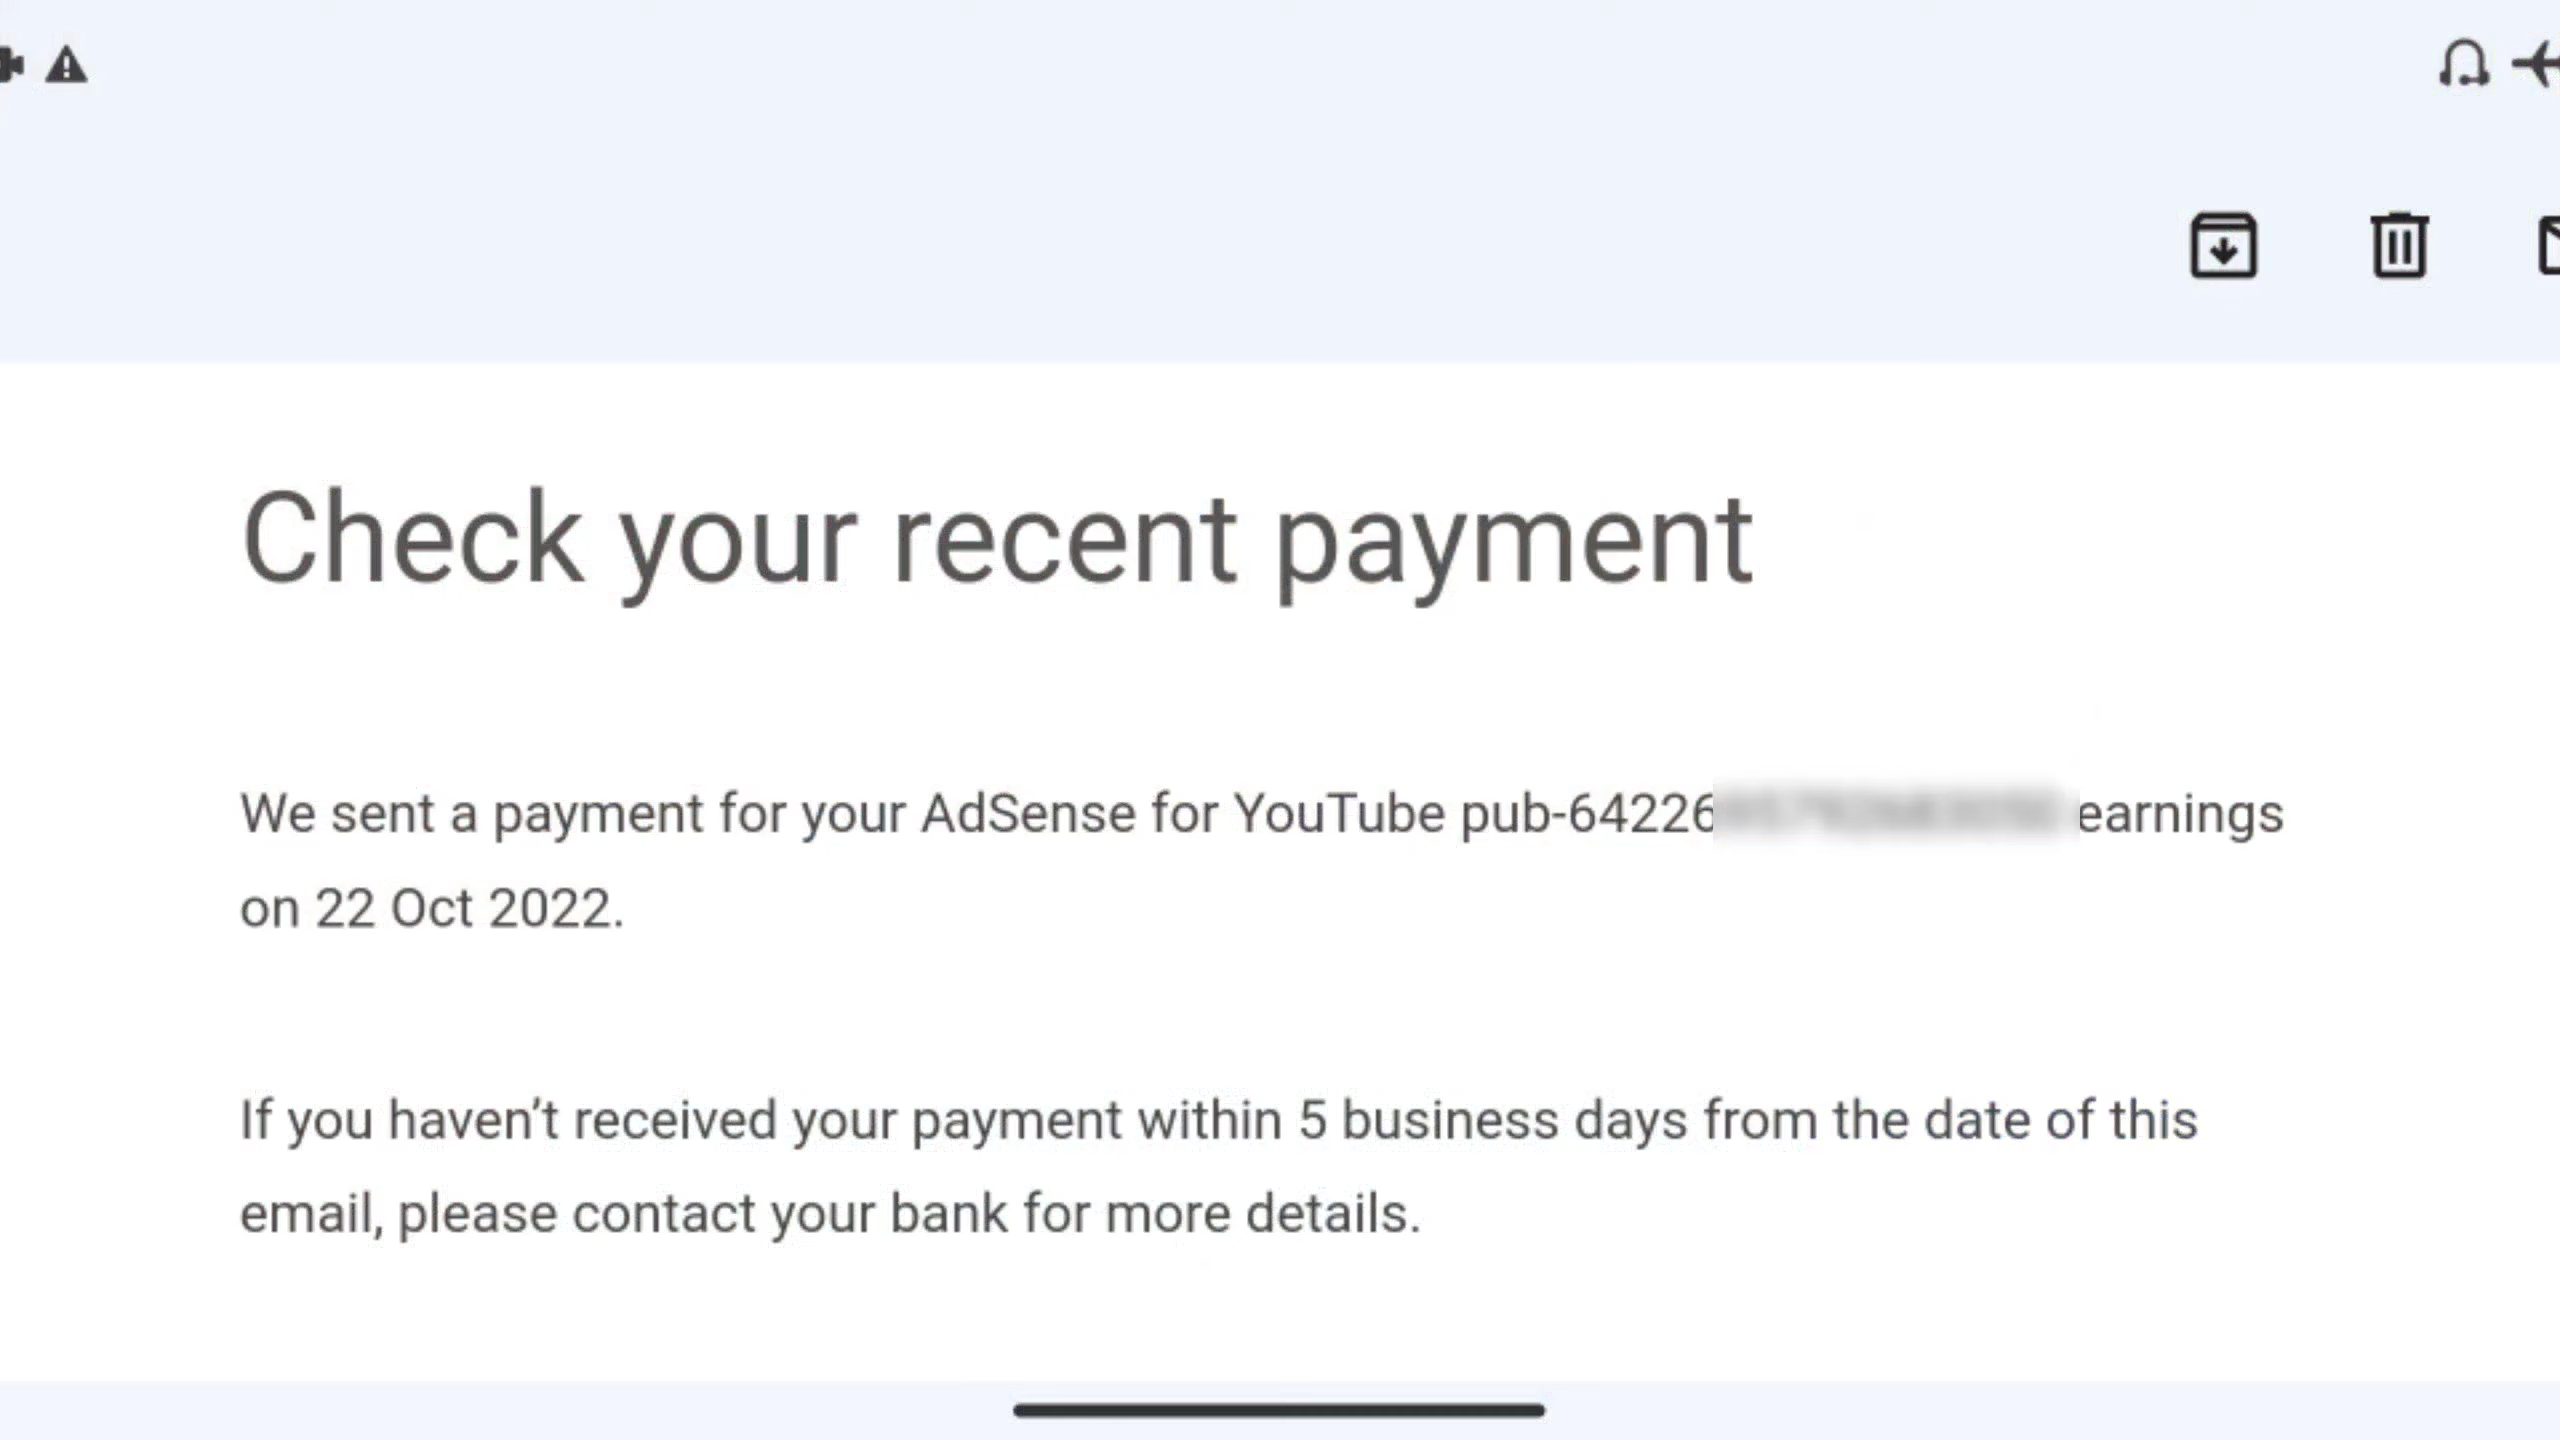 Check your recent payment
We sent a payment for your AdSense for YouTube pub-64226 earnings
on 22 Oct 2022.
If you haven’t received your payment within 5 business days from the date of this
email, please contact your bank for more details.